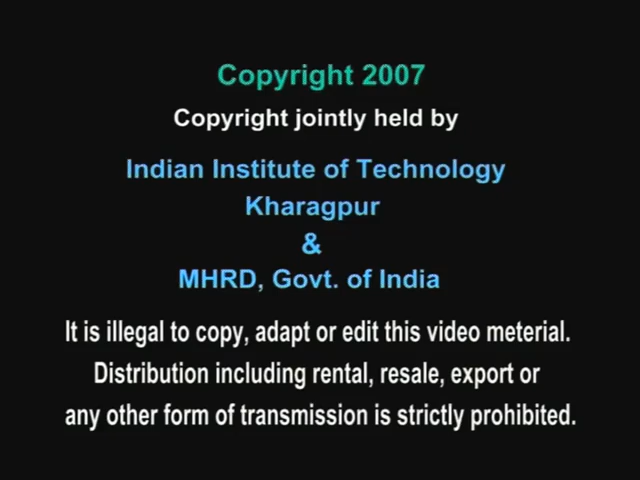 Copyright 2007
Copyright jointly held by
Indian Institute of Technology
Kharagpur
&
MHRD, Govt. of India
It is illegal to copy, adapt or edit this video meterial.
Distribution including rental, resale, export or
any other form of transmission is strictly prohibited.